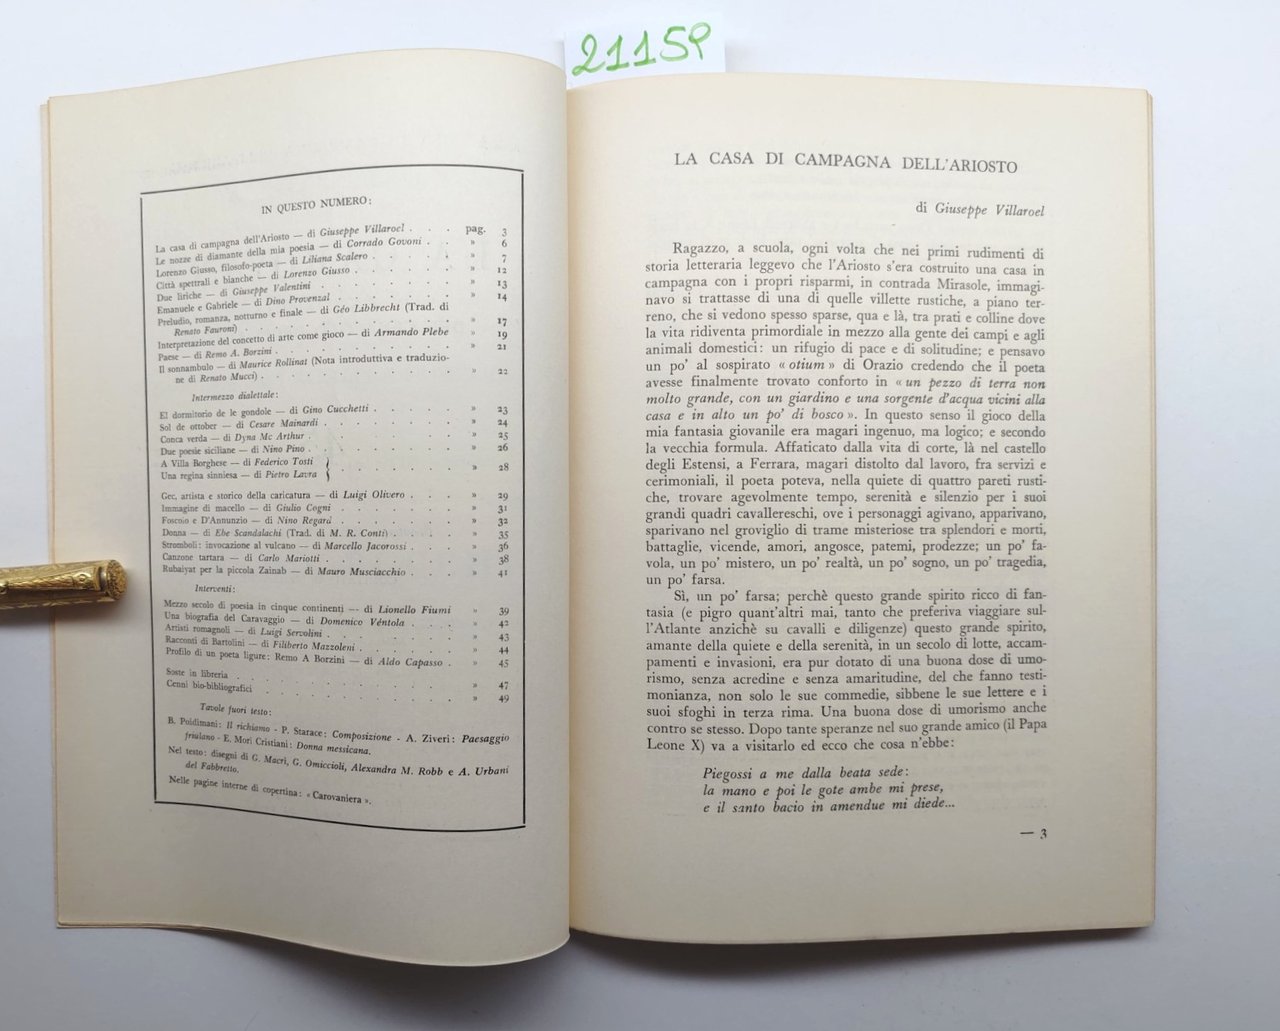 21159
IN QUESTO NUMERO:
La casa di campagna dell'Ariosto — di Giuseppe Villaroel . . . pag. 3
Le nozze di diamante della mia poesia — di Corrado Govoni . . » 6
Lorenzo Giusso, filosofo-poeta — di Liliana Scalero . . . . » 7
Città spettrali e bianche — di Lorenzo Giusso . . . . . . » 12
Due liriche — di Giuseppe Valentini . . . . . . . » 13
Emanuele e Gabriele — di Dino Provenzal . . . . . . » 14
Preludio, romanza, notturno e finale — di Géo Libbrecht (Trad. di
Renato Fauroni) . . . . . . . . . . » 17
Interpretazione del concetto di arte come gioco — di Armando Plebe » 19
Paese — di Remo A. Borzini . . . . . . . . » 21
Il sonnambulo — di Maurice Rollinat (Nota introduttiva e traduzio-
ne di Renato Mucci) . . . . . . . . . » 22
Intermezzo dialettale:
El dormitorio de le gondole — di Gino Cucchetti . . . . » 23
Sol de ottober — di Cesare Mainardi . . . . . . » 24
Conca verda — di Dyna Mc Arthur . . . . . . . » 25
Due poesie siciliane — di Nino Pino . . . . . . . » 26
A Villa Borghese — di Federico Tosti
Una regina sinniesa — di Pietro Lavra } . . . . . » 28
Gec, artista e storico della caricatura — di Luigi Olivero . . . » 29
Immagine di macello — di Giulio Cogni . . . . . . » 31
Foscolo e D'Annunzio — di Nino Regard . . . . . . » 32
Donna — di Ebe Scandalachi (Trad. di M. R. Conti) . . . . » 35
Stromboli: invocazione al vulcano — di Marcello Jacorossi . . . » 36
Canzone tartara — di Carlo Mariotti . . . . . . » 38
Rubaiyat per la piccola Zainab — di Mauro Musciacchio . . . » 41
Interventi:
Mezzo secolo di poesia in cinque continenti — di Lionello Fiumi » 39
Una biografia del Caravaggio — di Domenico Véntola . . . » 42
Artisti romagnoli — di Luigi Servolini . . . . . . » 43
Racconti di Bartolini — di Filiberto Mazzoleni . . . . . » 44
Profilo di un poeta ligure: Remo A Borzini — di Aldo Capasso . » 45
Soste in libreria . . . . . . . . . . » 47
Cenni bio-bibliografici . . . . . . . . . » 49
Tavole fuori testo:
B. Poidimani: Il richiamo - P. Starace: Composizione - A. Ziveri: Paesaggio
friulano - E. Mori Cristiani: Donna messicana.
Nel testo: disegni di G. Macrì, G. Omiccioli, Alexandra M. Robb e A. Urbani
del Fabbretto.
Nelle pagine interne di copertina: « Carovaniera ».
LA CASA DI CAMPAGNA DELL'ARIOSTO
di Giuseppe Villaroel
Ragazzo, a scuola, ogni volta che nei primi rudimenti di
storia letteraria leggevo che l'Ariosto s'era costruito una casa in
campagna con i propri risparmi, in contrada Mirasole, immagi-
navo si trattasse di una di quelle villette rustiche, a piano ter-
reno, che si vedono spesso sparse, qua e là, tra prati e colline dove
la vita ridiventa primordiale in mezzo alla gente dei campi e agli
animali domestici: un rifugio di pace e di solitudine; e pensavo
un po' al sospirato « otium » di Orazio credendo che il poeta
avesse finalmente trovato conforto in « un pezzo di terra non
molto grande, con un giardino e una sorgente d'acqua vicini alla
casa e in alto un po' di bosco ». In questo senso il gioco della
mia fantasia giovanile era magari ingenuo, ma logico; e secondo
la vecchia formula. Affaticato dalla vita di corte, là nel castello
degli Estensi, a Ferrara, magari distolto dal lavoro, fra servizi e
cerimoniali, il poeta poteva, nella quiete di quattro pareti rusti-
che, trovare agevolmente tempo, serenità e silenzio per i suoi
grandi quadri cavallereschi, ove i personaggi agivano, apparivano,
sparivano nel groviglio di trame misteriose tra splendori e morti,
battaglie, vicende, amori, angosce, patemi, prodezze; un po' fa-
vola, un po' mistero, un po' realtà, un po' sogno, un po' tragedia,
un po' farsa.
Sì, un po' farsa; perchè questo grande spirito ricco di fan-
tasia (e pigro quant'altri mai, tanto che preferiva viaggiare sul-
l'Atlante anzichè su cavalli e diligenze) questo grande spirito,
amante della quiete e della serenità, in un secolo di lotte, accam-
pamenti e invasioni, era pur dotato di una buona dose di umo-
rismo, senza acredine e senza amaritudine, del che fanno testi-
monianza, non solo le sue commedie, sibbene le sue lettere e i
suoi sfoghi in terza rima. Una buona dose di umorismo anche
contro se stesso. Dopo tante speranze nel suo grande amico (il Papa
Leone X) va a visitarlo ed ecco che cosa n'ebbe:
Piegossi a me dalla beata sede:
la mano e poi le gote ambe mi prese,
e il santo bacio in amendue mi diede...
— 3